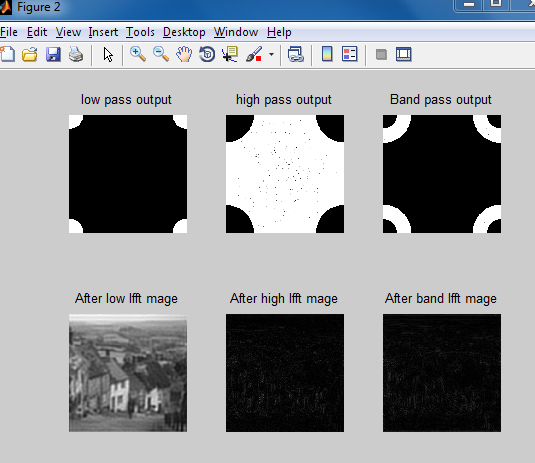 Figure 2
File Edit View Insert Tools Desktop Window Help
low pass output
high pass output
Band pass output
After low Ifft mage
After high Ifft mage
After band Ifft mage